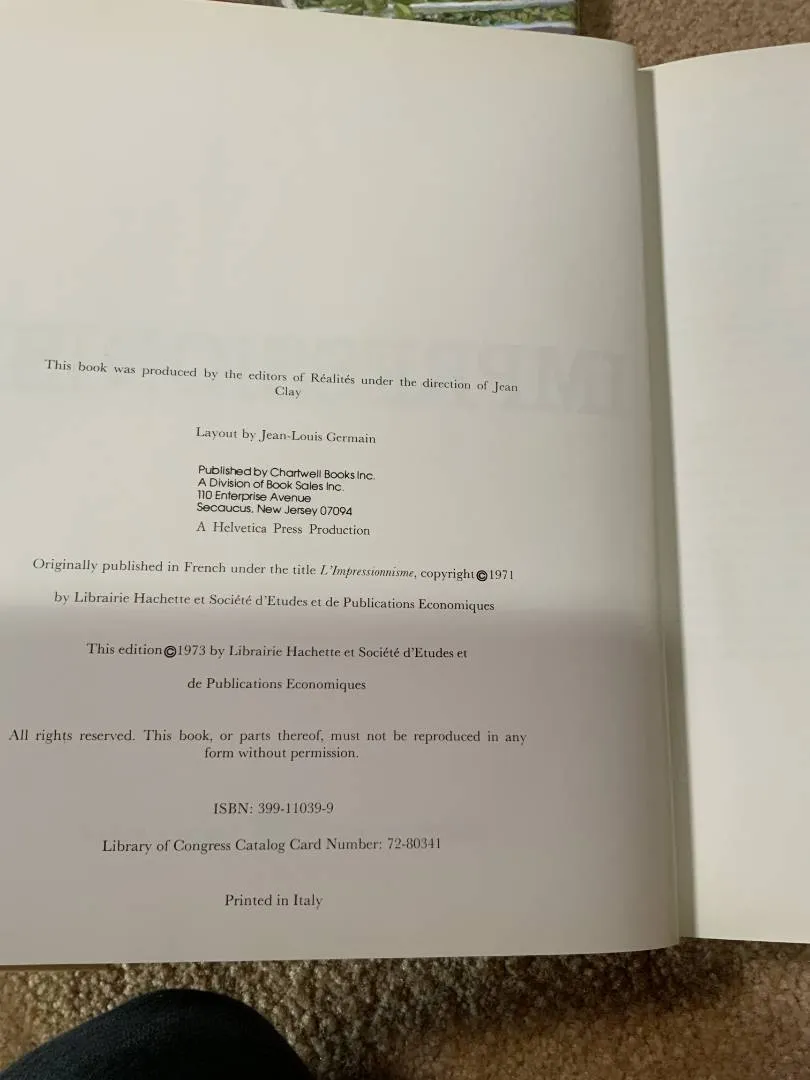 This book was produced by the editors of Réalités under the direction of Jean
Clay
Layout by Jean-Louis Germain
Published by Chartwell Books Inc.
A Division of Book Sales Inc.
110 Enterprise Avenue
Secaucus, New Jersey 07094
A Helvetica Press Production
Originally published in French under the title L'Impressionnisme, copyright©1971
by Librairie Hachette et Société d'Etudes et de Publications Economiques
This edition©1973 by Librairie Hachette et Société d'Etudes et
de Publications Economiques
All rights reserved. This book, or parts thereof, must not be reproduced in any
form without permission.
ISBN: 399-11039-9
Library of Congress Catalog Card Number: 72-80341
Printed in Italy